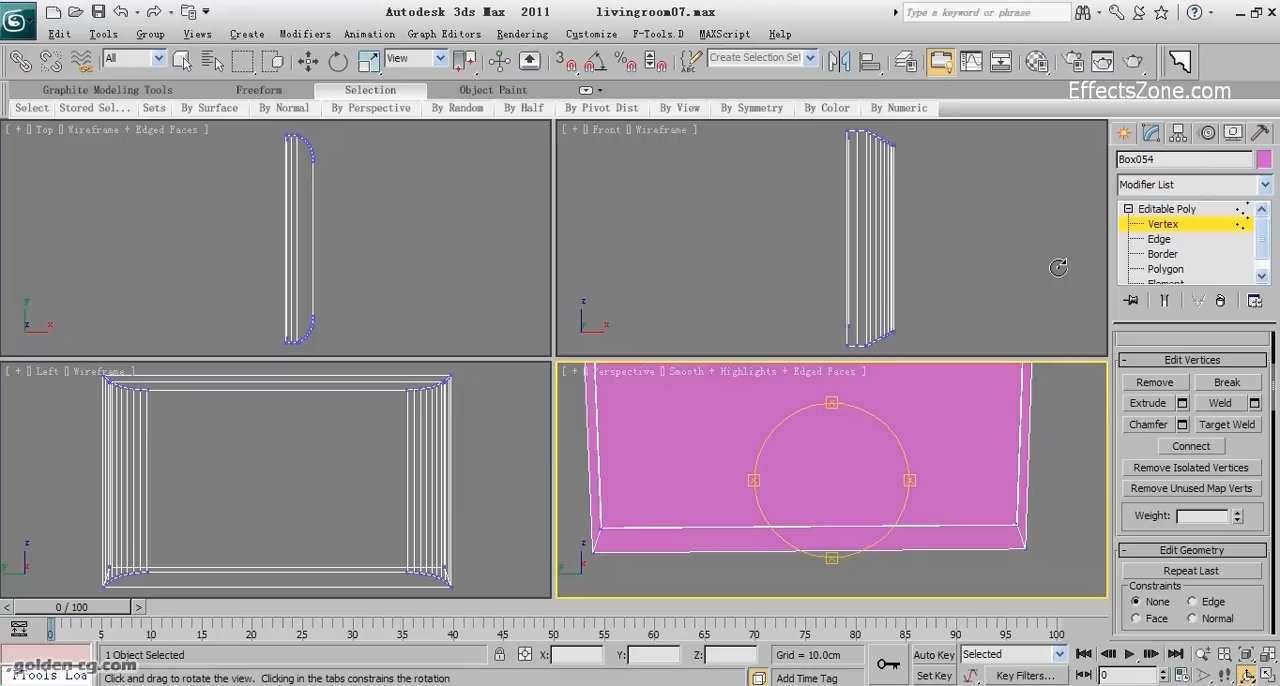 Autodesk 3ds Max 2011 livingroom07.max
Type a keyword or phrase
Edit Tools Group Views Create Modifiers Animation Graph Editors Rendering Customize F-Tools.D MAXScript Help
All View 3 ABC Create Selection Set
Graphite Modeling Tools Freeform Selection Object Paint
EffectsZone.com
Select Stored Sel... Sets By Surface By Normal By Perspective By Random By Half By Pivot Dist By View By Symmetry By Color By Numeric
[ + [] Top [] Wireframe + Edged Faces ]
[ + [] Front [] Wireframe ]
Box054
Modifier List
Editable Poly
Vertex
Edge
Border
Polygon
Element
y
z x
z
x
[ + [] Left [] Wireframe ]
[ + [] Perspective [] Smooth + Highlights + Edged Faces ]
Edit Vertices
Remove Break
Extrude Weld
Chamfer Target Weld
Connect
Remove Isolated Vertices
Remove Unused Map Verts
Weight:
Edit Geometry
Repeat Last
Constraints
None Edge
Face Normal
z
y
z
y x
< 0 / 100 >
0 5 10 15 20 25 30 35 40 45 50 55 60 65 70 75 80 85 90 95 100
1 Object Selected X: Y: Z: Grid = 10.0cm Auto Key Selected
golden-cg.com
"FTools Loa Click and drag to rotate the view. Clicking in the tabs constrains the rotation Add Time Tag Set Key Key Filters... 0